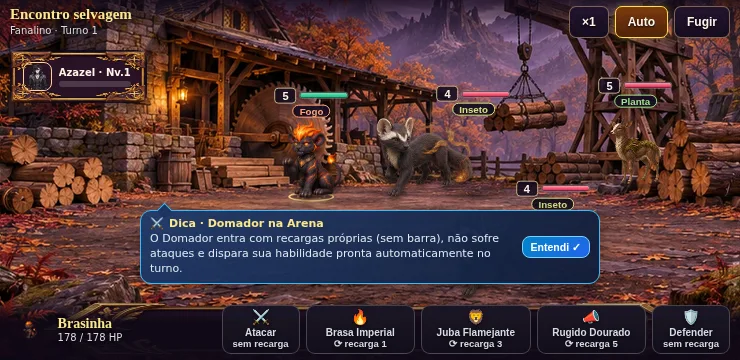 Encontro selvagem
Fanalino · Turno 1
×1
Auto
Fugir
Azazel · Nv.1
5
Fogo
4
Inseto
5
Planta
4
Inseto
⚔️ Dica · Domador na Arena
O Domador entra com recargas próprias (sem barra), não sofre
ataques e dispara sua habilidade pronta automaticamente no
turno.
Entendi ✓
Brasinha
178 / 178 HP
Atacar
sem recarga
Brasa Imperial
⟳ recarga 1
Juba Flamejante
⟳ recarga 3
Rugido Dourado
⟳ recarga 5
Defender
sem recarga